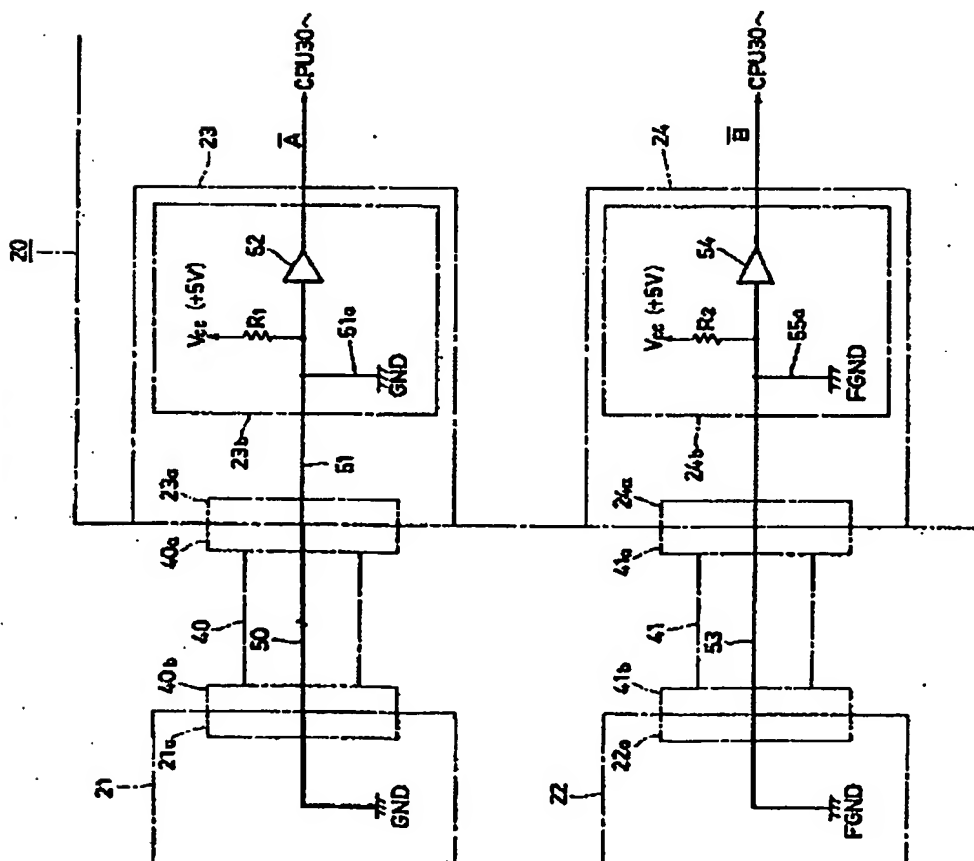 20
CPU30~
A
23
52
Vcc (+5V)
R1
51a
GND
23b
51
23a
40a
40
50
40b
21a
21
GND
CPU30~
B
24
54
Vcc (+5V)
R2
55a
FGND
24b
24a
41a
41
53
41b
22a
22
FGND